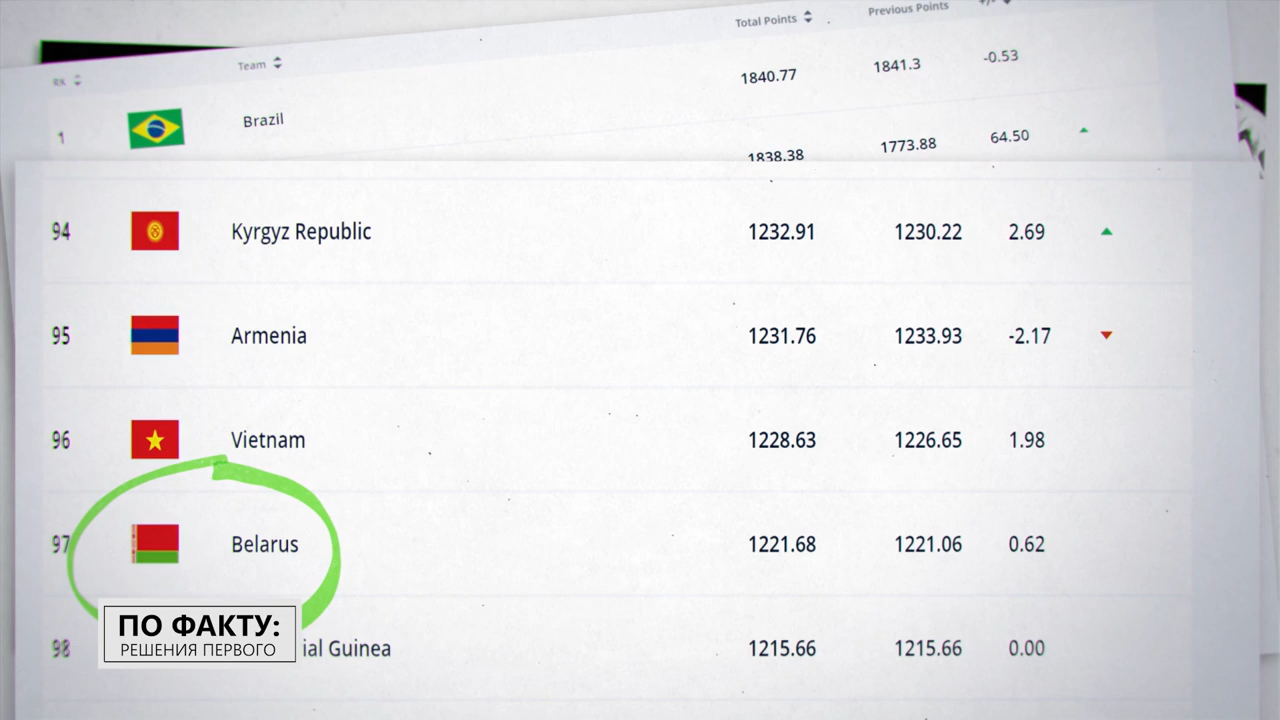 RK Team Total Points Previous Points +/-
1 Brazil 1840.77 1841.3 -0.53
1838.38 1773.88 64.50
94 Kyrgyz Republic 1232.91 1230.22 2.69
95 Armenia 1231.76 1233.93 -2.17
96 Vietnam 1228.63 1226.65 1.98
97 Belarus 1221.68 1221.06 0.62
98 ial Guinea 1215.66 1215.66 0.00
ПО ФАКТУ:
РЕШЕНИЯ ПЕРВОГО